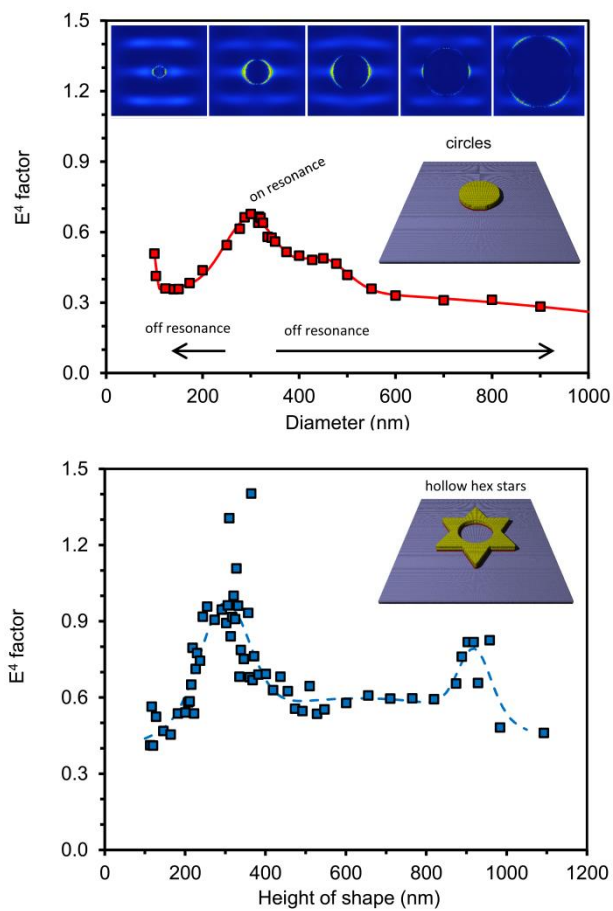 1.5
1.2
0.9
0.6
0.3
0.0
E⁴ factor
on resonance
circles
off resonance
off resonance
0
200
400
600
800
1000
Diameter (nm)
1.5
1.2
0.9
0.6
0.3
0.0
E⁴ factor
hollow hex stars
0
200
400
600
800
1000
1200
Height of shape (nm)